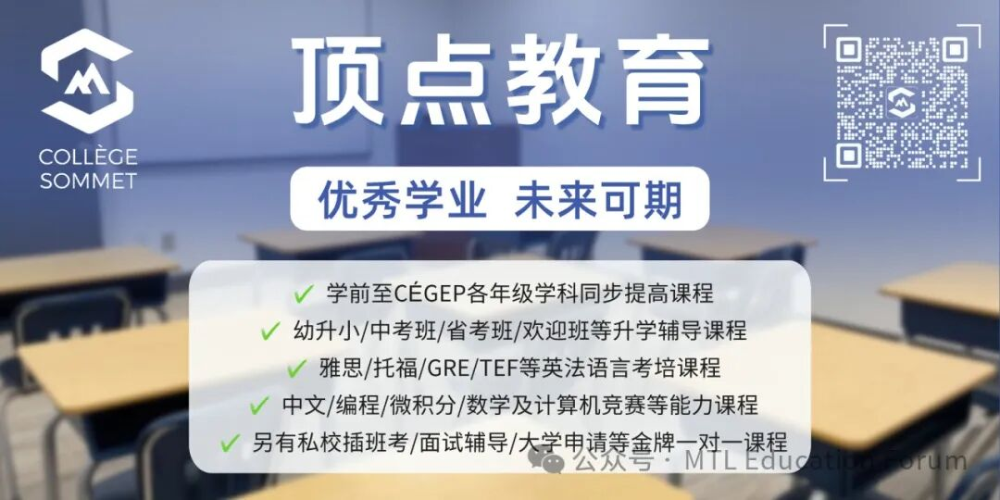 COLLÈGE
SOMMET
顶点教育
优秀学业 未来可期
学前至CÉGEP各年级学科同步提高课程
幼升小/中考班/省考班/欢迎班等升学辅导课程
雅思/托福/GRE/TEF等英法语言考培课程
中文/编程/微积分/数学及计算机竞赛等能力课程
另有私校插班考/面试辅导/大学申请等金牌一对一课程
公众号 · MTL Education Forum